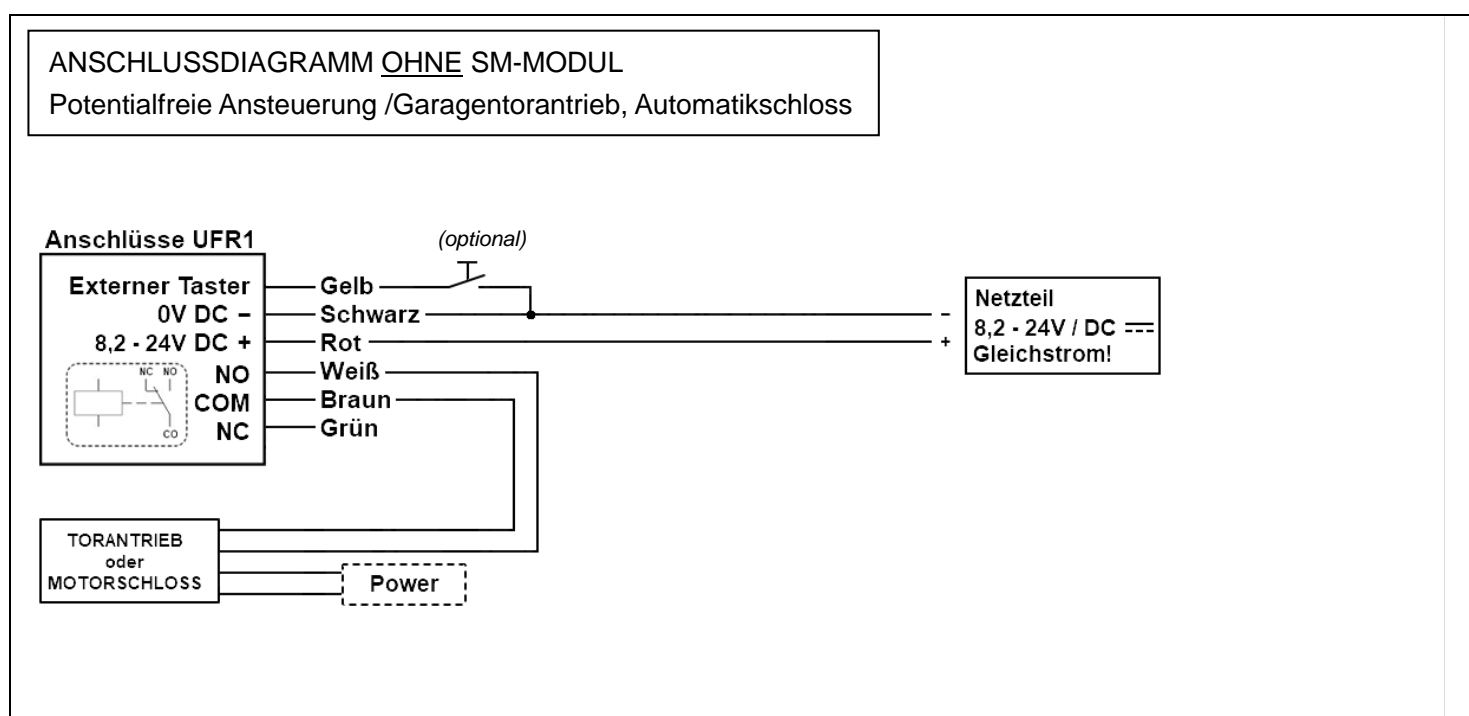 ANSCHLUSSDIAGRAMM OHNE SM-MODUL
Potentialfreie Ansteuerung /Garagentorantrieb, Automatikschloss
Anschlüsse UFR1
(optional)
Externer Taster
Gelb
0V DC –
Schwarz
–
8,2 - 24V DC +
Rot
+
Netzteil
8,2 - 24V / DC
Gleichstrom!
NC NO
CO
NO
Weiß
COM
Braun
NC
Grün
TORANTRIEB
oder
MOTORSCHLOSS
Power